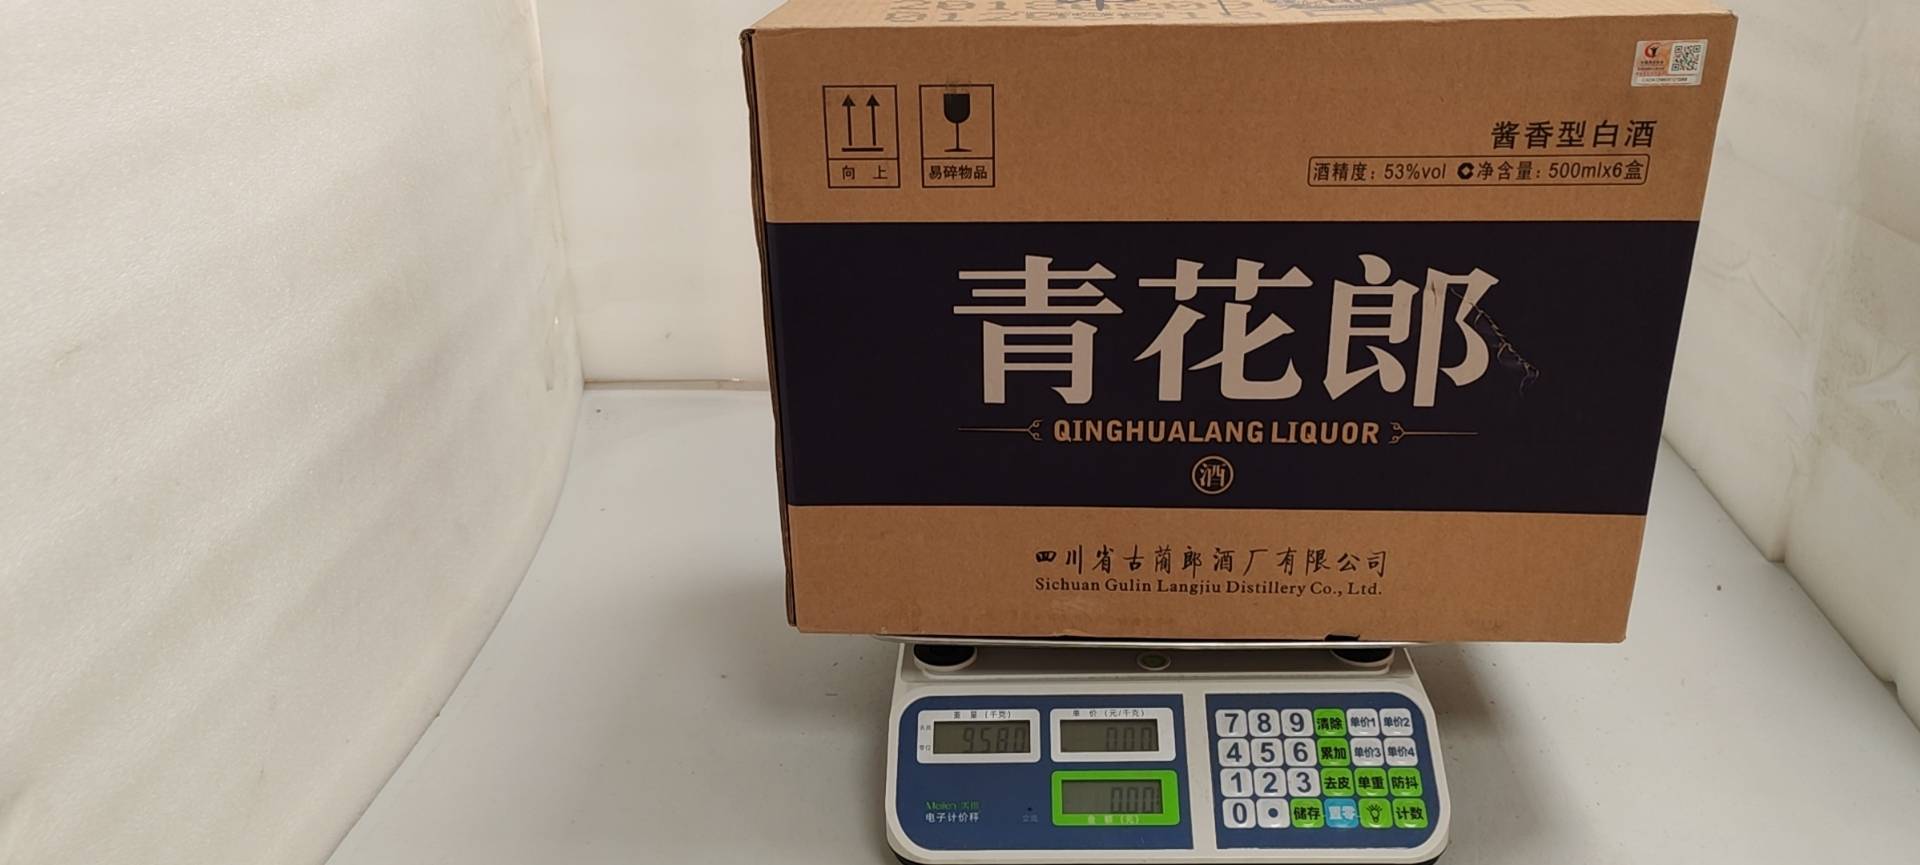 酱香型白酒
酒精度：53%vol 净含量：500mlx6盒
向 上
易碎物品
青花郎
QINGHUALANG LIQUOR
酒
四川省古蔺郎酒厂有限公司
Sichuan Gulin Langjiu Distillery Co., Ltd.
重 量 (千克)
单 价 (元/千克)
9.580
0.00
0.00
金 额 (元)
电子计价秤
7 8 9 清除 单价1 单价2
4 5 6 累加 单价3 单价4
1 2 3 去皮 单重 防抖
0 • 储存 置零 计数